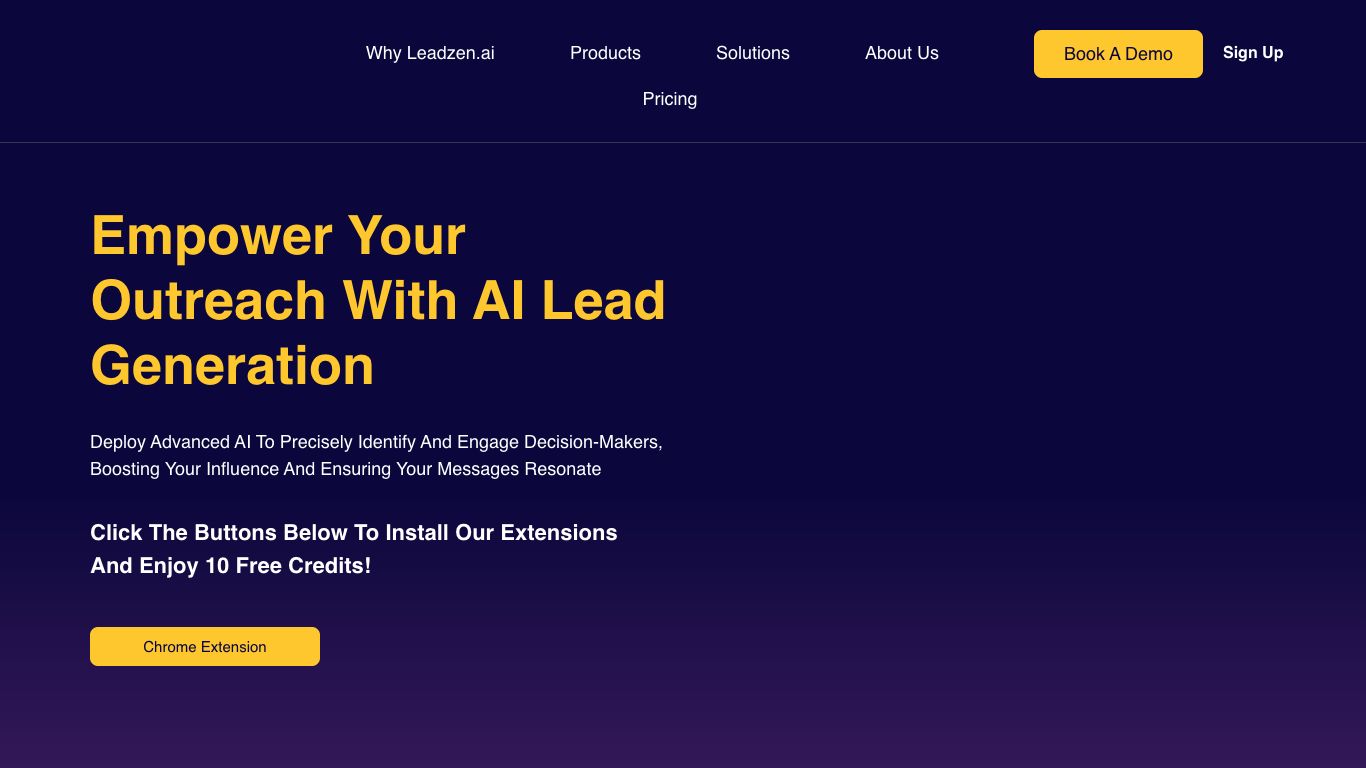 Why Leadzen.ai
Products
Solutions
About Us
Book A Demo
Sign Up
Pricing
Empower Your
Outreach With AI Lead
Generation
Deploy Advanced AI To Precisely Identify And Engage Decision-Makers,
Boosting Your Influence And Ensuring Your Messages Resonate
Click The Buttons Below To Install Our Extensions
And Enjoy 10 Free Credits!
Chrome Extension